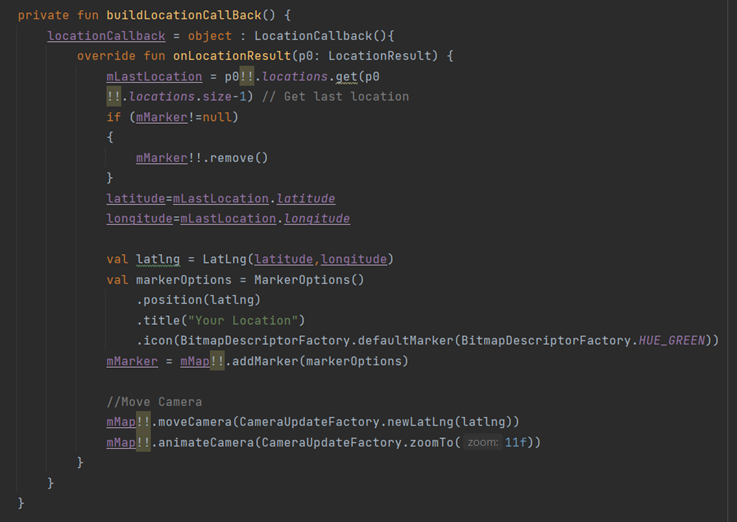 private fun buildLocationCallBack() {
locationCallback = object : LocationCallback(){
override fun onLocationResult(p0: LocationResult) {
mLastLocation = p0!!.locations.get(p0
!!.locations.size-1) // Get last location
if (mMarker!=null)
{
mMarker!!.remove()
}
latitude=mLastLocation.latitude
longitude=mLastLocation.longitude
val latlng = LatLng(latitude,longitude)
val markerOptions = MarkerOptions()
.position(latlng)
.title("Your Location")
.icon(BitmapDescriptorFactory.defaultMarker(BitmapDescriptorFactory.HUE_GREEN))
mMarker = mMap!!.addMarker(markerOptions)
//Move Camera
mMap!!.moveCamera(CameraUpdateFactory.newLatLng(latlng))
mMap!!.animateCamera(CameraUpdateFactory.zoomTo( zoom: 11f))
}
}
}